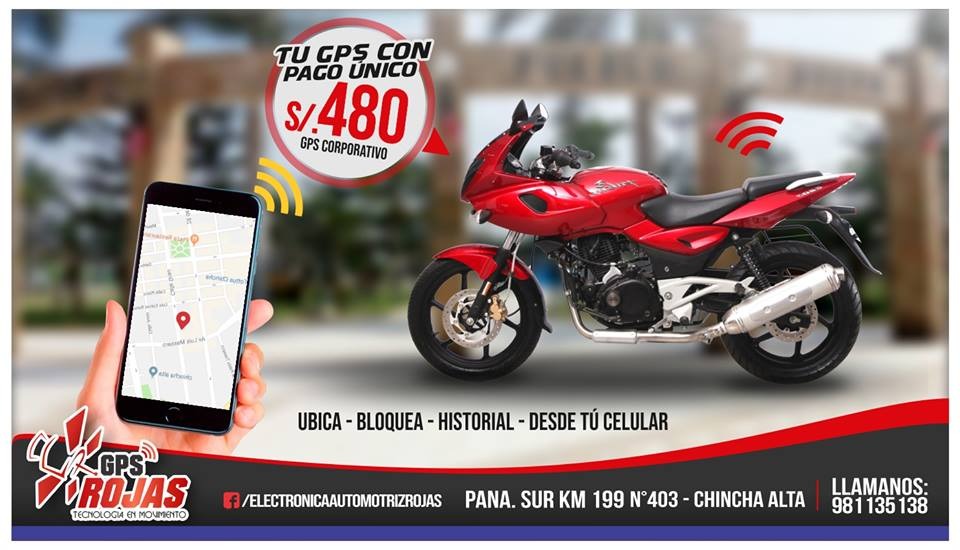 TU GPS CON
PAGO ÚNICO
S/.480
GPS CORPORATIVO
UBICA - BLOQUEA - HISTORIAL - DESDE TÚ CELULAR
GPS
ROJAS
TECNOLOGÍA EN MOVIMIENTO
/ELECTRONICAAUTOMOTRIZROJAS
PANA. SUR KM 199 N°403 - CHINCHA ALTA
LLAMANOS:
981135138